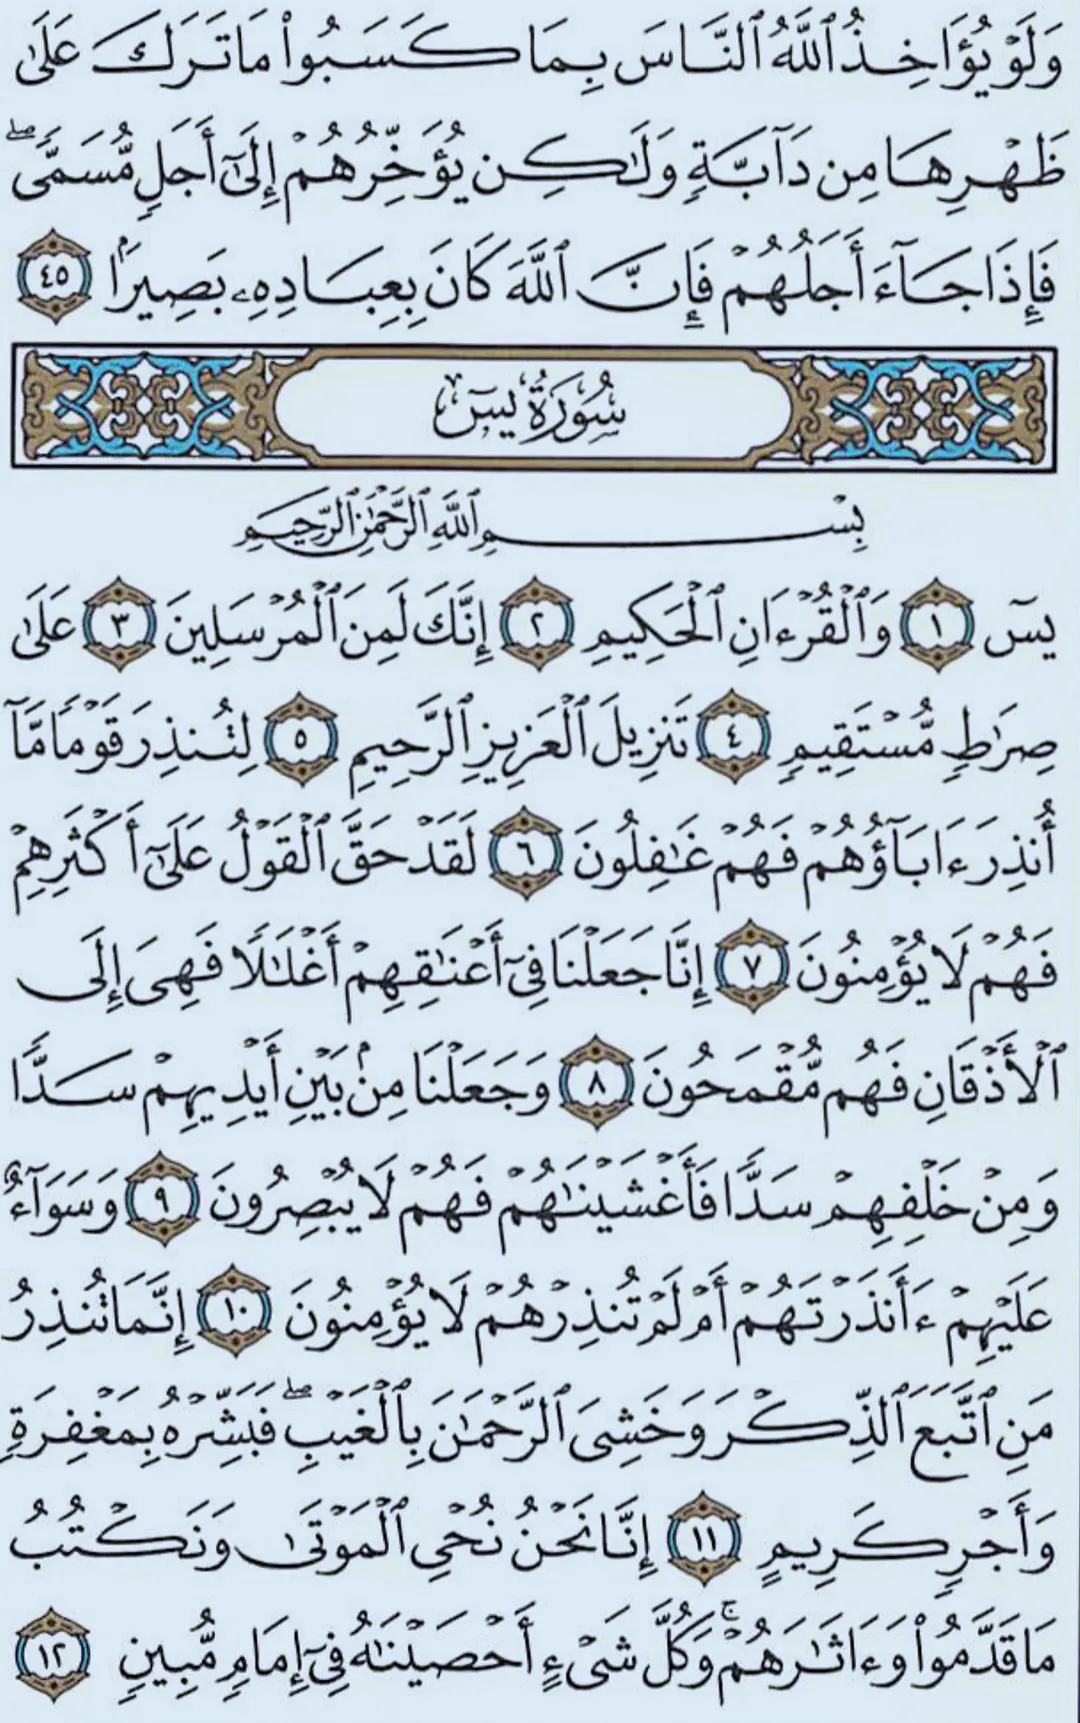 وَلَوْ يُؤَاخِذُ ٱللَّهُ ٱلنَّاسَ بِمَا كَسَبُوا۟ مَا تَرَكَ عَلَىٰ
ظَهْرِهَا مِن دَآبَّةٍ وَلَـٰكِن يُؤَخِّرُهُمْ إِلَىٰٓ أَجَلٍ مُّسَمًّى ۖ
فَإِذَا جَآءَ أَجَلُهُمْ فَإِنَّ ٱللَّهَ كَانَ بِعِبَادِهِۦ بَصِيرًۢا ٤٥
سُورَةُ يسٓ
بِسْمِ ٱللَّهِ ٱلرَّحْمَـٰنِ ٱلرَّحِيمِ
يسٓ ١ وَٱلْقُرْءَانِ ٱلْحَكِيمِ ٢ إِنَّكَ لَمِنَ ٱلْمُرْسَلِينَ ٣ عَلَىٰ
صِرَٰطٍ مُّسْتَقِيمٍ ٤ تَنزِيلَ ٱلْعَزِيزِ ٱلرَّحِيمِ ٥ لِتُنذِرَ قَوْمًا مَّآ
أُنذِرَ ءَابَآؤُهُمْ فَهُمْ غَـٰفِلُونَ ٦ لَقَدْ حَقَّ ٱلْقَوْلُ عَلَىٰٓ أَكْثَرِهِمْ
فَهُمْ لَا يُؤْمِنُونَ ٧ إِنَّا جَعَلْنَا فِىٓ أَعْنَـٰقِهِمْ أَغْلَـٰلًا فَهِىَ إِلَى
ٱلْأَذْقَانِ فَهُم مُّقْمَحُونَ ٨ وَجَعَلْنَا مِنۢ بَيْنِ أَيْدِيهِمْ سَدًّا
وَمِنْ خَلْفِهِمْ سَدًّا فَأَغْشَيْنَـٰهُمْ فَهُمْ لَا يُبْصِرُونَ ٩ وَسَوَآءٌ
عَلَيْهِمْ ءَأَنذَرْتَهُمْ أَمْ لَمْ تُنذِرْهُمْ لَا يُؤْمِنُونَ ١٠ إِنَّمَا تُنذِرُ
مَنِ ٱتَّبَعَ ٱلذِّكْرَ وَخَشِىَ ٱلرَّحْمَـٰنَ بِٱلْغَيْبِ ۖ فَبَشِّرْهُ بِمَغْفِرَةٍ
وَأَجْرٍ كَرِيمٍ ١١ إِنَّا نَحْنُ نُحْىِ ٱلْمَوْتَىٰ وَنَكْتُبُ
مَا قَدَّمُوا۟ وَءَاثَـٰرَهُمْ ۚ وَكُلَّ شَىْءٍ أَحْصَيْنَـٰهُ فِىٓ إِمَامٍ مُّبِينٍ ١٢